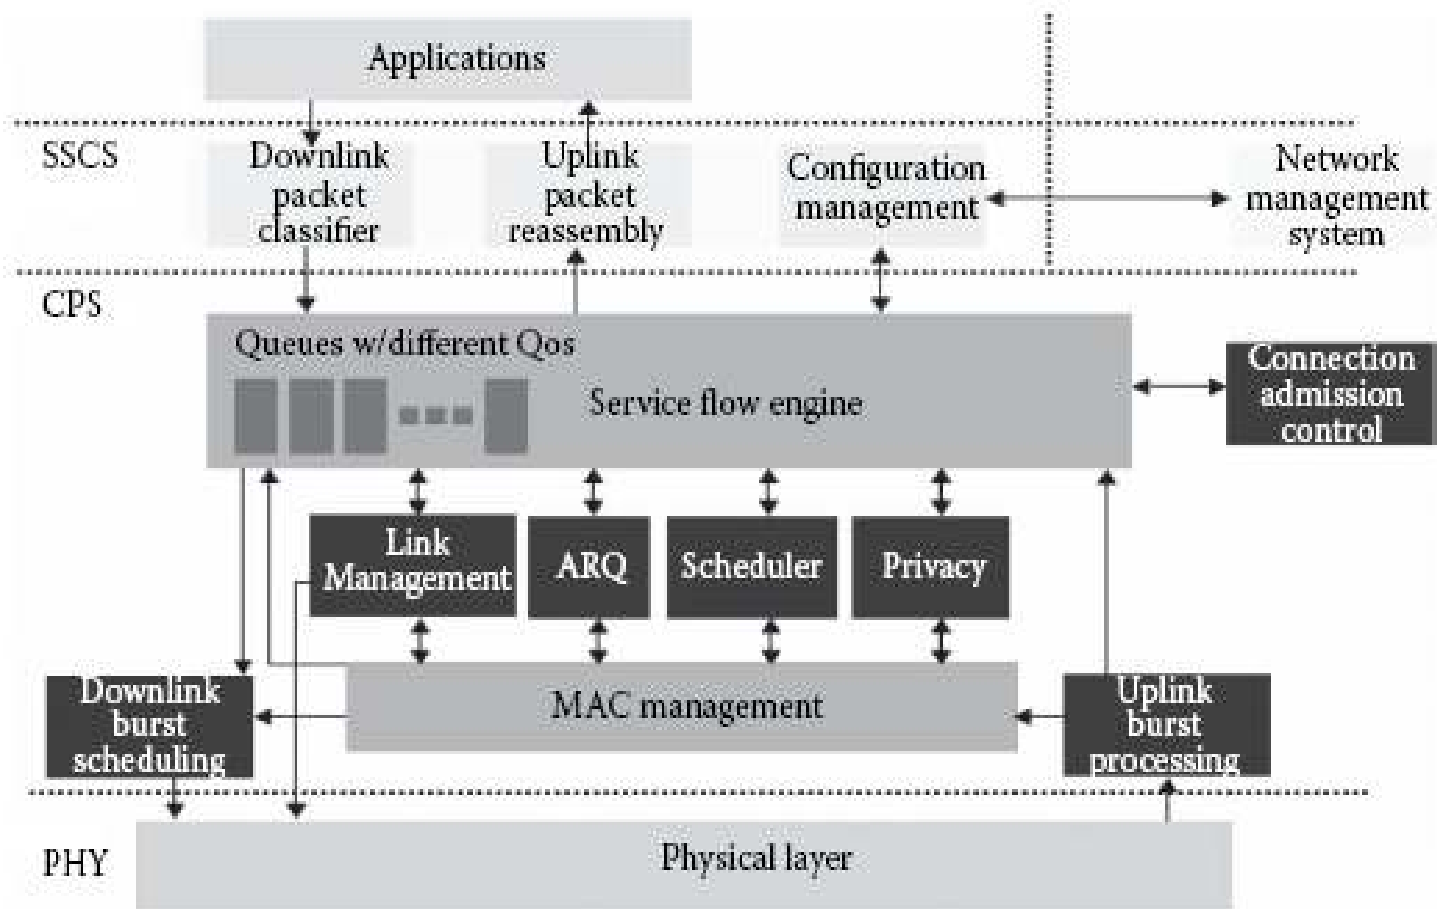 Applications
SSCS
Downlink
packet
classifier
Uplink
packet
reassembly
Configuration
management
Network
management
system
CPS
Queues w/different Qos
Service flow engine
Connection
admission
control
Link
Management
ARQ
Scheduler
Privacy
Downlink
burst
scheduling
MAC management
Uplink
burst
processing
PHY
Physical layer